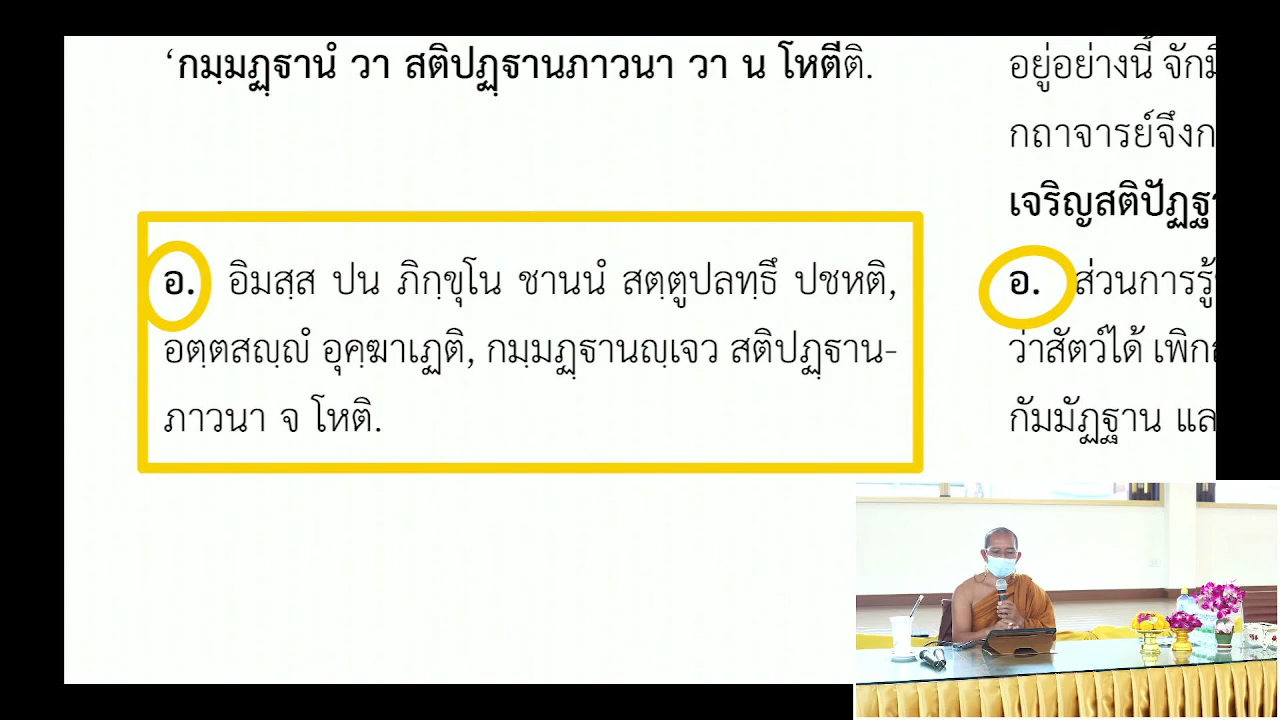 ‘กมฺมฏฺฐานํ วา สติปฏฺฐานภาวนา วา น โหตีติ.
อ. อิมสฺส ปน ภิกฺขุโน ชานนํ สตฺตูปลทฺธึ ปชหติ,
อตฺตสญฺญํ อุคฺฆาเฏติ, กมฺมฏฺฐานญฺเจว สติปฏฺฐาน-
ภาวนา จ โหติ.
อยู่อย่างนี้ จักมี
กถาจารย์จึงก
เจริญสติปัฏฐา
อ. ส่วนการรู้
ว่าสัตว์ได้ เพิกถ
กัมมัฏฐาน แล